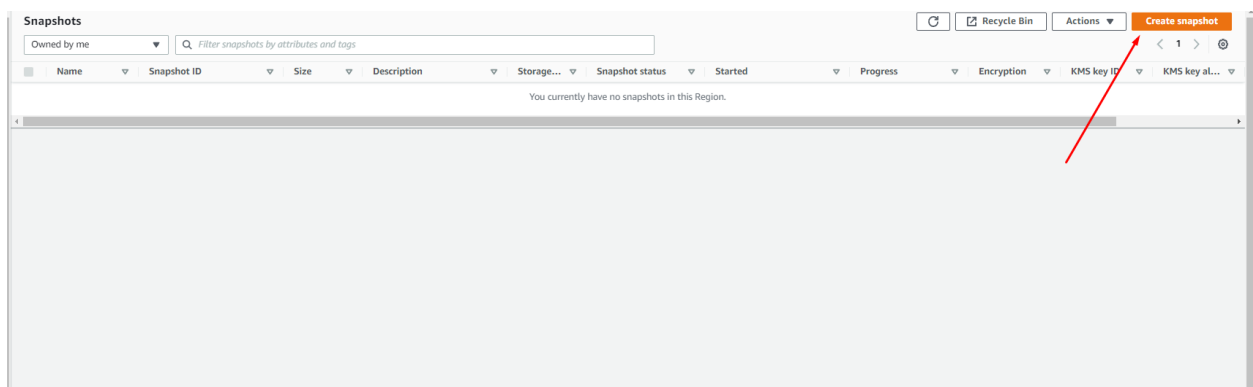 Snapshots
Recycle Bin
Actions
Create snapshot
Owned by me
Filter snapshots by attributes and tags
1
Name Snapshot ID Size Description Storage... Snapshot status Started Progress Encryption KMS key ID KMS key al...
You currently have no snapshots in this Region.